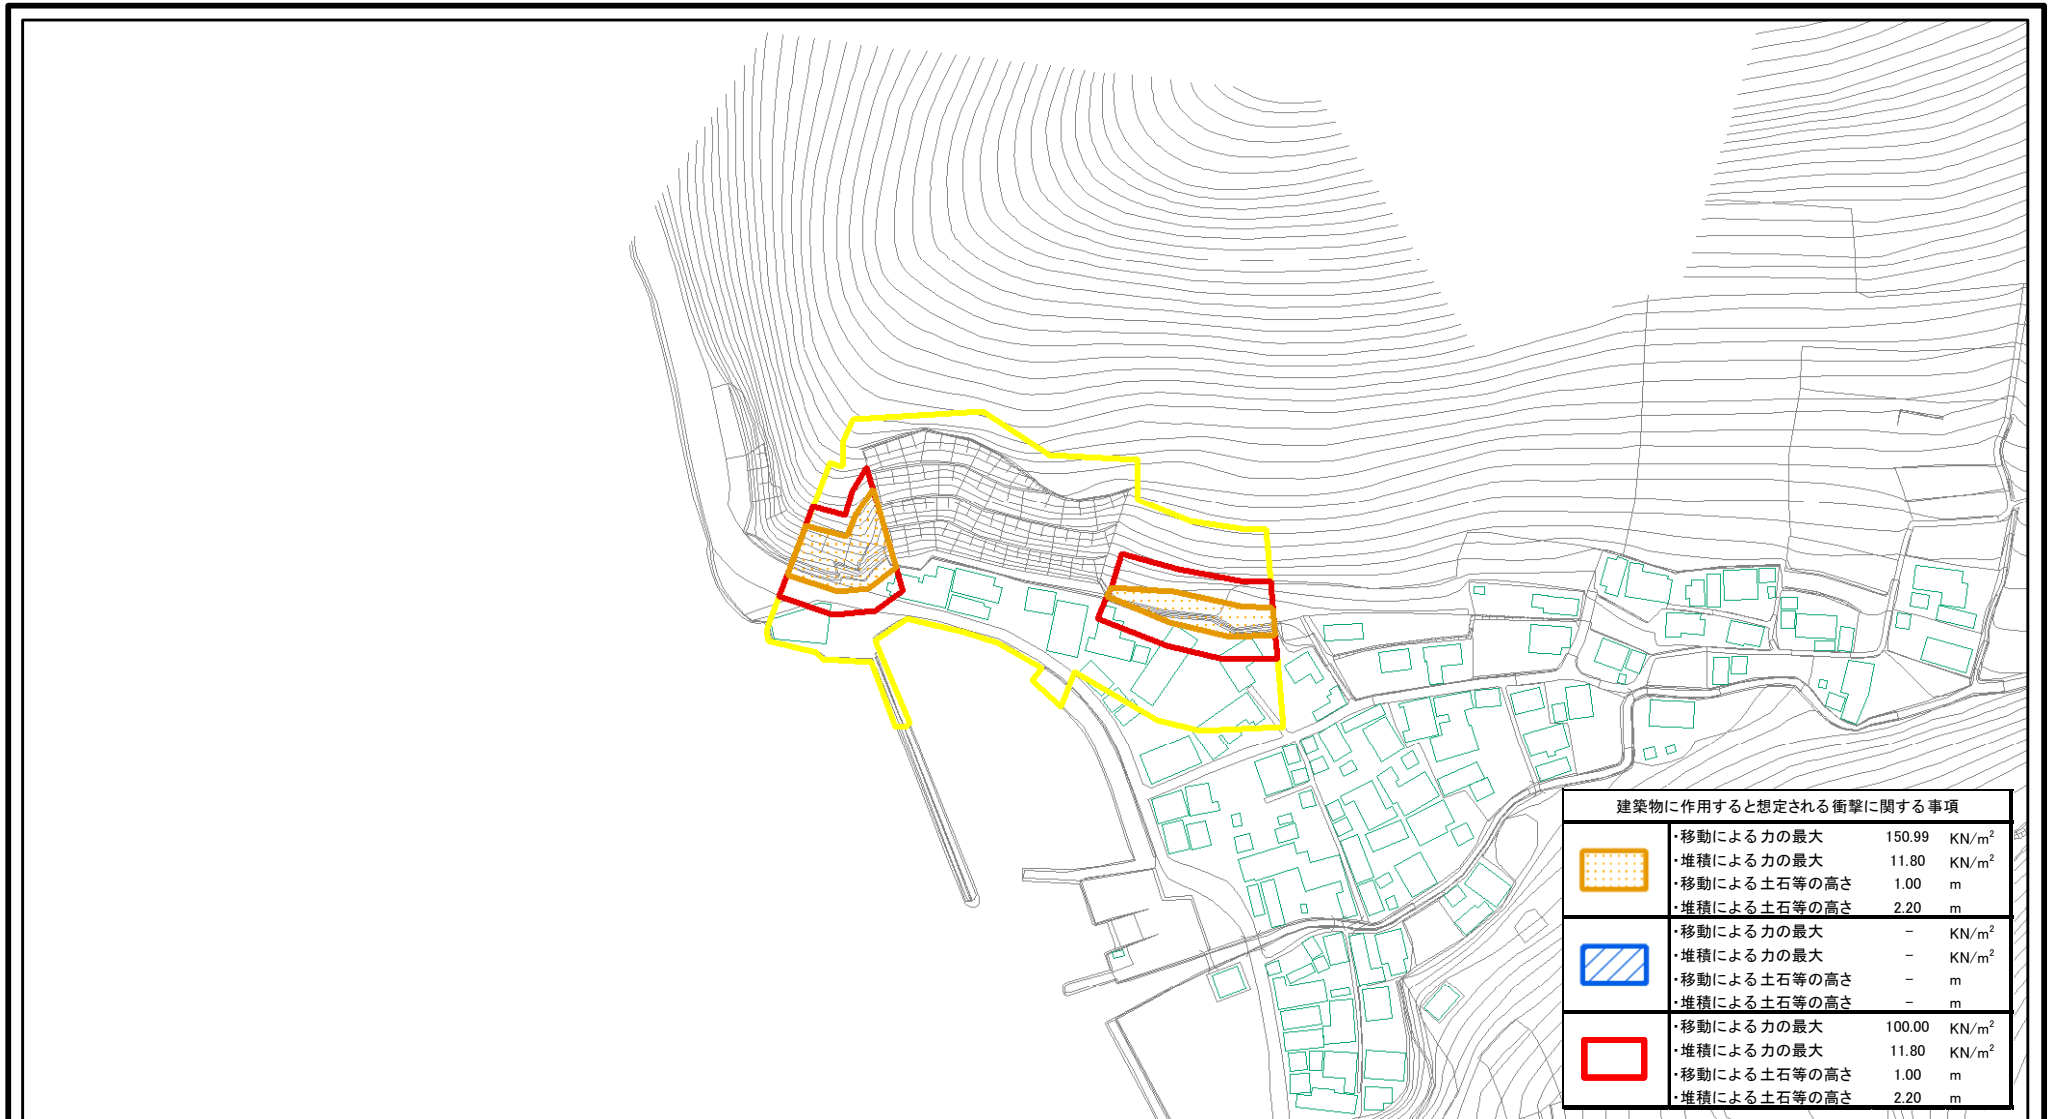 建築物に作用すると想定される衝撃に関する事項
・移動による力の最大 150.99 KN/m²
・堆積による力の最大 11.80 KN/m²
・移動による土石等の高さ 1.00 m
・堆積による土石等の高さ 2.20 m
・移動による力の最大 － KN/m²
・堆積による力の最大 － KN/m²
・移動による土石等の高さ － m
・堆積による土石等の高さ － m
・移動による力の最大 100.00 KN/m²
・堆積による力の最大 11.80 KN/m²
・移動による土石等の高さ 1.00 m
・堆積による土石等の高さ 2.20 m